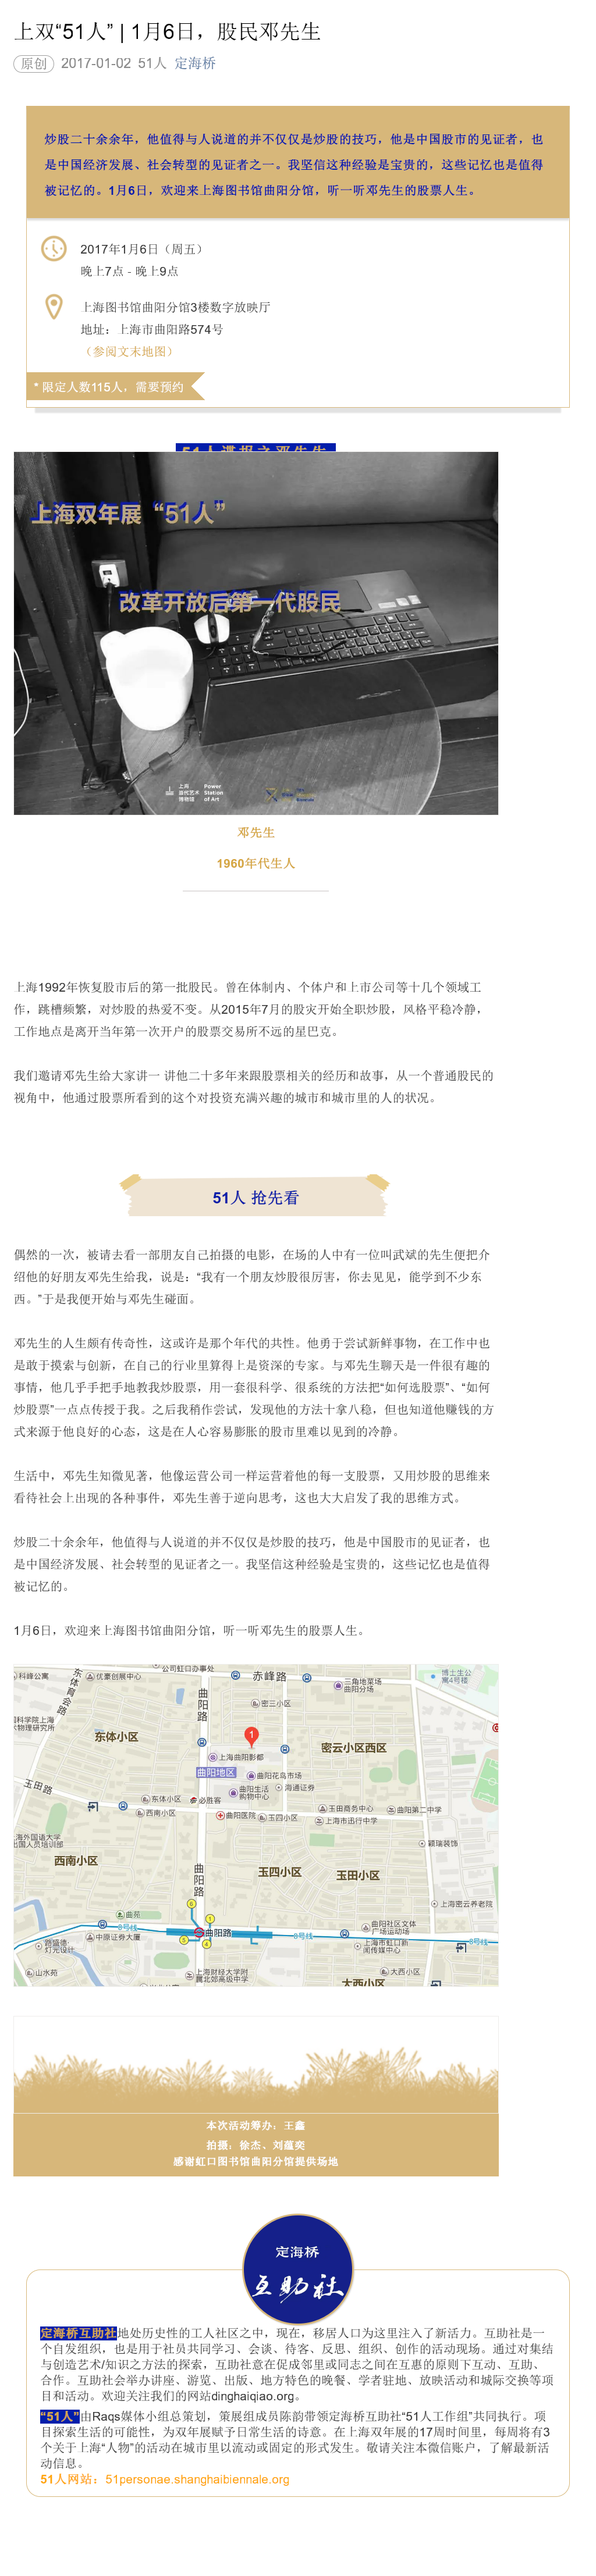 上双“51人” | 1月6日，股民邓先生
原创 2017-01-02 51人 定海桥
炒股二十余余年，他值得与人说道的并不仅仅是炒股的技巧，他是中国股市的见证者，也
是中国经济发展、社会转型的见证者之一。我坚信这种经验是宝贵的，这些记忆也是值得
被记忆的。1月6日，欢迎来上海图书馆曲阳分馆，听一听邓先生的股票人生。
2017年1月6日（周五）
晚上7点 - 晚上9点
上海图书馆曲阳分馆3楼数字放映厅
地址：上海市曲阳路574号
（参阅文末地图）
* 限定人数115人，需要预约
51人谍报之邓先生
上海双年展“51人”
改革开放后第一代股民
上海当代艺术博物馆 Power Station of Art
邓先生
1960年代生人
上海1992年恢复股市后的第一批股民。曾在体制内、个体户和上市公司等十几个领域工
作，跳槽频繁，对炒股的热爱不变。从2015年7月的股灾开始全职炒股，风格平稳冷静，
工作地点是离开当年第一次开户的股票交易所不远的星巴克。
我们邀请邓先生给大家讲一 讲他二十多年来跟股票相关的经历和故事，从一个普通股民的
视角中，他通过股票所看到的这个对投资充满兴趣的城市和城市里的人的状况。
51人 抢先看
偶然的一次，被请去看一部朋友自己拍摄的电影，在场的人中有一位叫武斌的先生便把介
绍他的好朋友邓先生给我，说是：“我有一个朋友炒股很厉害，你去见见，能学到不少东
西。”于是我便开始与邓先生碰面。
邓先生的人生颇有传奇性，这或许是那个年代的共性。他勇于尝试新鲜事物，在工作中也
是敢于摸索与创新，在自己的行业里算得上是资深的专家。与邓先生聊天是一件很有趣的
事情，他几乎手把手地教我炒股票，用一套很科学、很系统的方法把“如何选股票”、“如何
炒股票”一点点传授于我。之后我稍作尝试，发现他的方法十拿八稳，但也知道他赚钱的方
式来源于他良好的心态，这是在人心容易膨胀的股市里难以见到的冷静。
生活中，邓先生知微见著，他像运营公司一样运营着他的每一支股票，又用炒股的思维来
看待社会上出现的各种事件，邓先生善于逆向思考，这也大大启发了我的思维方式。
炒股二十余余年，他值得与人说道的并不仅仅是炒股的技巧，他是中国股市的见证者，也
是中国经济发展、社会转型的见证者之一。我坚信这种经验是宝贵的，这些记忆也是值得
被记忆的。
1月6日，欢迎来上海图书馆曲阳分馆，听一听邓先生的股票人生。
公司虹口办事处
科峰公寓
优素创展中心
东体育会路
赤峰路
三角地菜场曲阳分场
博士生公寓4号楼
曲阳路
密三小区
科学院上海
物理研究所
东体小区
1
密云小区西区
上海曲阳影都
曲阳地区
曲阳花鸟市场
玉田路
曲阳生活购物中心
海通证券
东体小区
必胜客
西南小区
曲阳医院
玉四小区
玉田商务中心
曲阳第二中学
上海市迅行中学
上海外国语大学
出国人员培训部
颖瑞装饰
西南小区
曲阳路
玉四小区
玉田小区
上海密云养老院
曲苑
8号线
中原证券大厦
曲阳路
8号线
曲阳社区文体广场活动场
8号线
路盛德灯光设计
上海市虹口新闻传媒中心
山水苑
上海财经大学附属北郊高级中学
大西小区
大西小区
本次活动筹办：王鑫
拍摄：徐杰、刘蕴奕
感谢虹口图书馆曲阳分馆提供场地
定海桥
互助社
定海桥互助社地处历史性的工人社区之中，现在，移居人口为这里注入了新活力。互助社是一
个自发组织，也是用于社员共同学习、会谈、待客、反思、组织、创作的活动现场。通过对集结
与创造艺术/知识之方法的探索，互助社意在促成邻里或同志之间在互惠的原则下互动、互助、
合作。互助社会举办讲座、游览、出版、地方特色的晚餐、学者驻地、放映活动和城际交换等项
目和活动。欢迎关注我们的网站dinghaiqiao.org。
“51人”由Raqs媒体小组总策划，策展组成员陈韵带领定海桥互助社“51人工作组”共同执行。项
目探索生活的可能性，为双年展赋予日常生活的诗意。在上海双年展的17周时间里，每周将有3
个关于上海“人物”的活动在城市里以流动或固定的形式发生。敬请关注本微信账户，了解最新活
动信息。
51人网站：51personae.shanghaibiennale.org